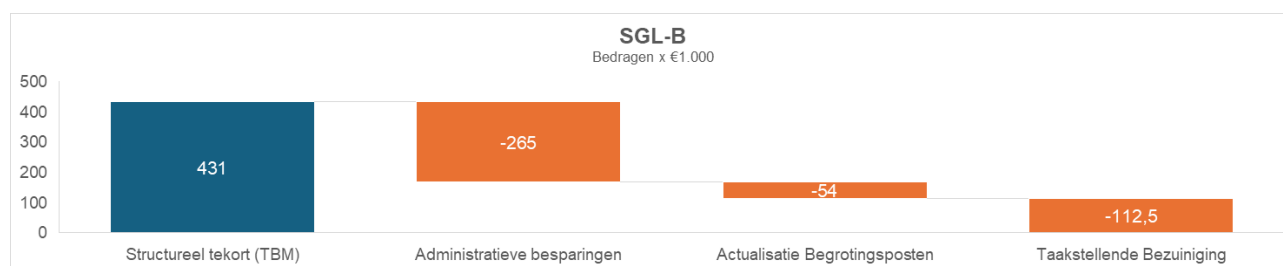 SGL-B
Bedragen x €1.000
500
400
300
200
100
0
431
-265
-54
-112,5
Structureel tekort (TBM)
Administratieve besparingen
Actualisatie Begrotingsposten
Taakstellende Bezuiniging